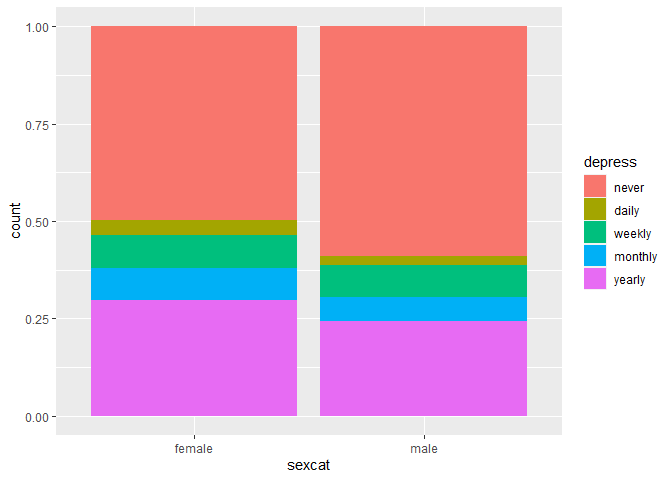 1.00
0.75
0.50
0.25
0.00
count
female
male
sexcat
depress
never
daily
weekly
monthly
yearly